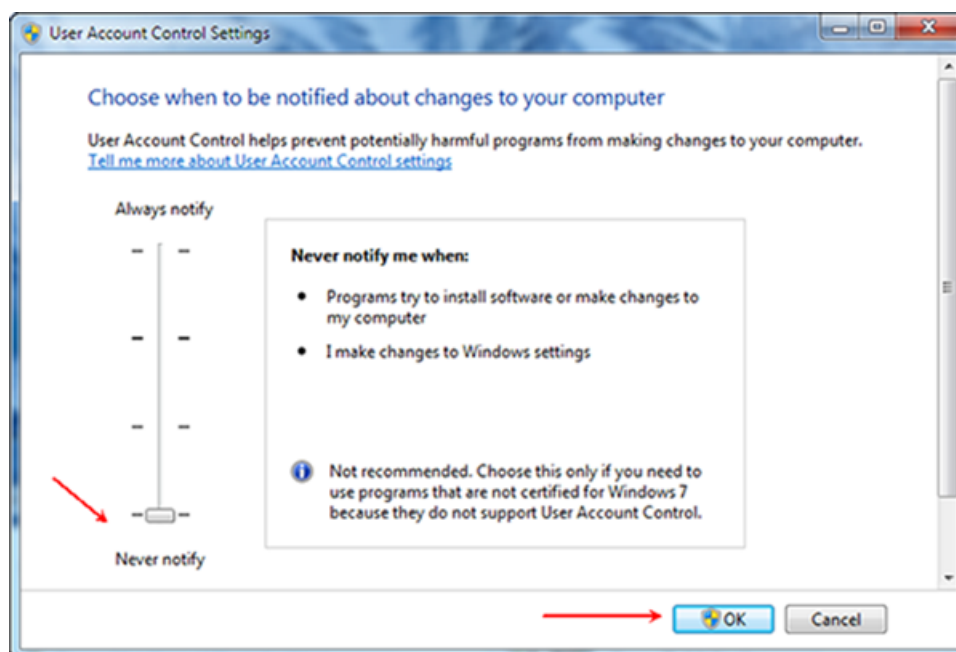 User Account Control Settings
Choose when to be notified about changes to your computer
User Account Control helps prevent potentially harmful programs from making changes to your computer.
Tell me more about User Account Control settings
Always notify
Never notify me when:
• Programs try to install software or make changes to
my computer
• I make changes to Windows settings
Not recommended. Choose this only if you need to
use programs that are not certified for Windows 7
because they do not support User Account Control.
Never notify
OK
Cancel